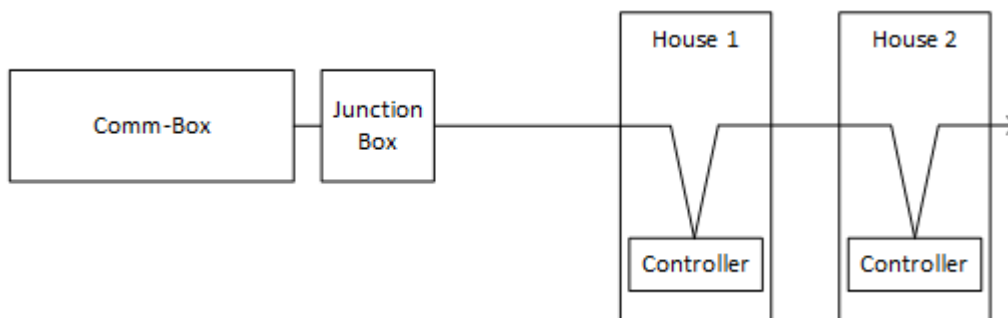 House 1
House 2
Comm-Box
Junction
Box
Controller
Controller